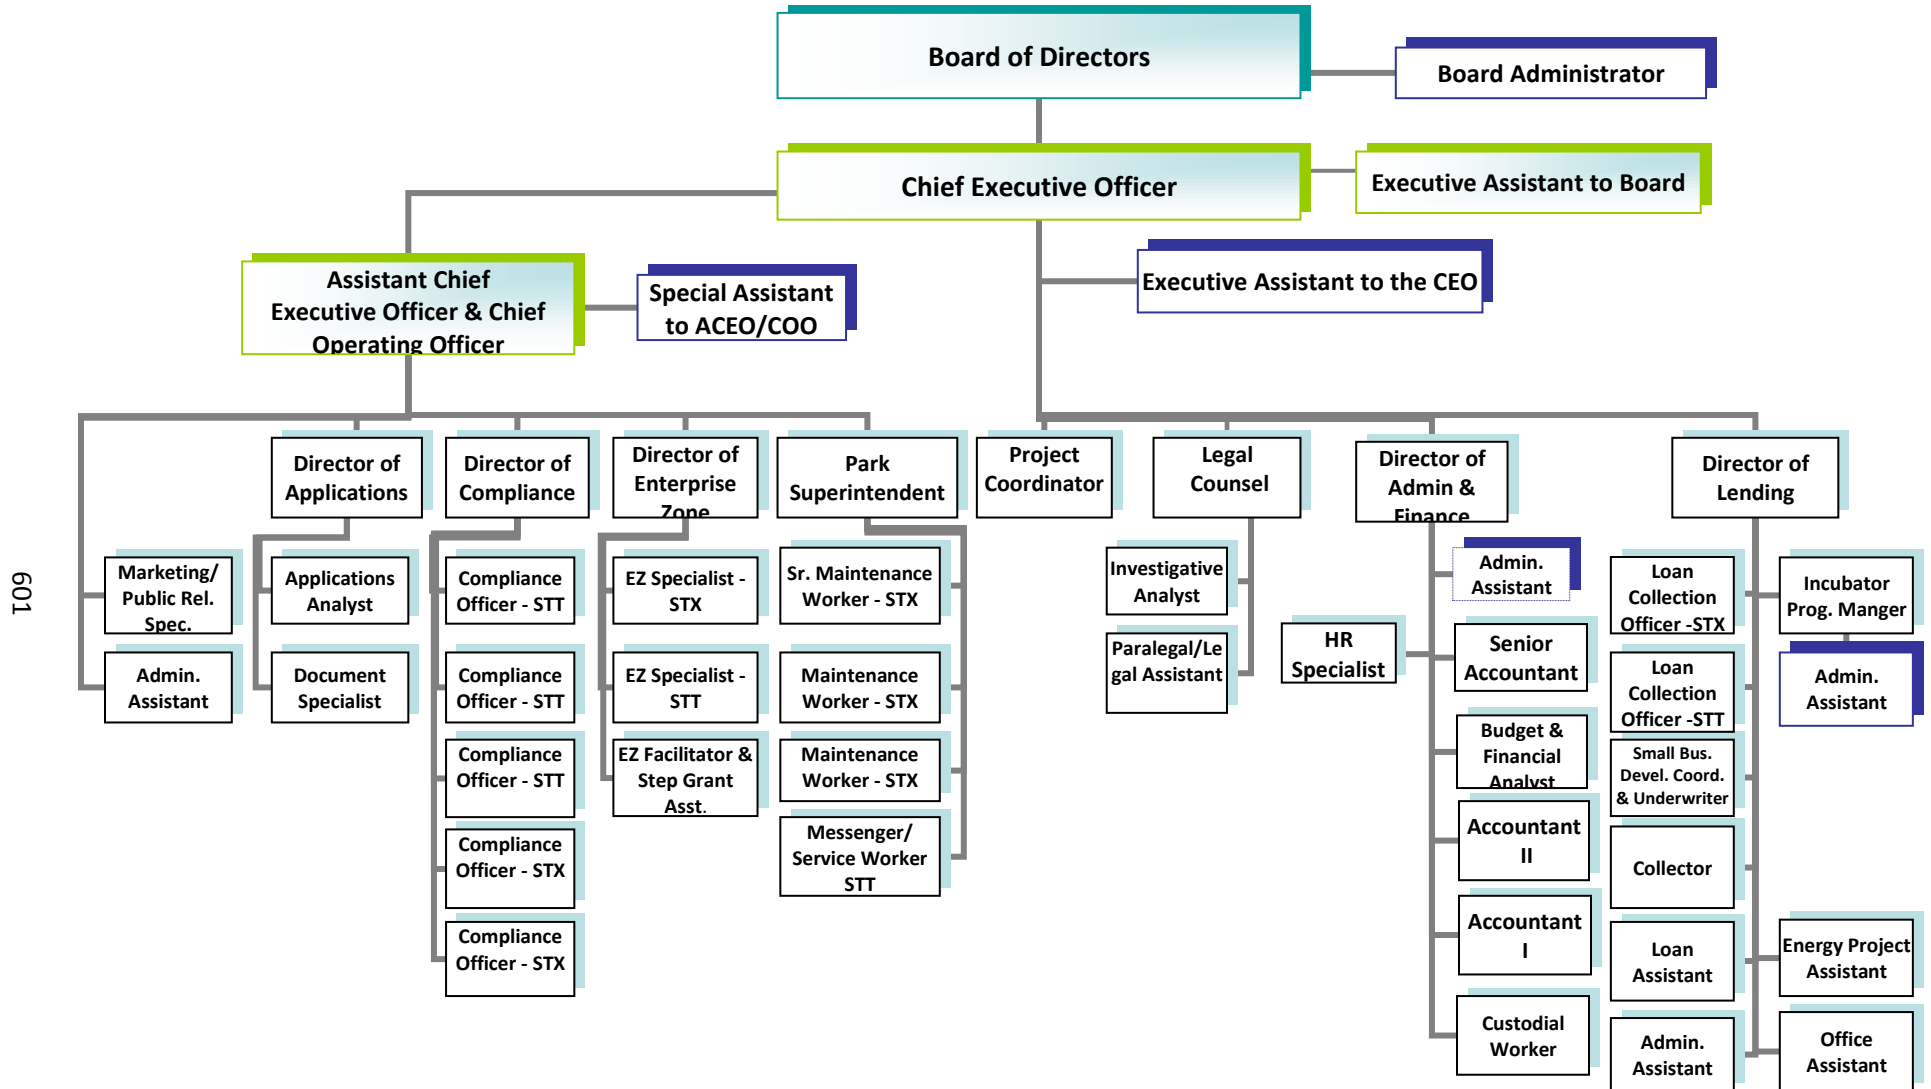 Board of Directors
Board Administrator
Chief Executive Officer
Executive Assistant to Board
Assistant Chief
Executive Officer & Chief
Operating Officer
Special Assistant
to ACEO/COO
Executive Assistant to the CEO
Director of
Applications
Director of
Compliance
Director of
Enterprise
Zone
Park
Superintendent
Project
Coordinator
Legal
Counsel
Director of
Admin &
Finance
Director of
Lending
Marketing/
Public Rel.
Spec.
Admin.
Assistant
Applications
Analyst
Document
Specialist
Compliance
Officer - STT
Compliance
Officer - STT
Compliance
Officer - STT
Compliance
Officer - STX
Compliance
Officer - STX
EZ Specialist -
STX
EZ Specialist -
STT
EZ Facilitator &
Step Grant
Asst.
Sr. Maintenance
Worker - STX
Maintenance
Worker - STX
Maintenance
Worker - STX
Messenger/
Service Worker
STT
Investigative
Analyst
Paralegal/Le
gal Assistant
HR
Specialist
Admin.
Assistant
Senior
Accountant
Budget &
Financial
Analyst
Accountant
II
Accountant
I
Custodial
Worker
Loan
Collection
Officer -STX
Loan
Collection
Officer -STT
Small Bus.
Devel. Coord.
& Underwriter
Collector
Loan
Assistant
Admin.
Assistant
Incubator
Prog. Manger
Admin.
Assistant
Energy Project
Assistant
Office
Assistant
601